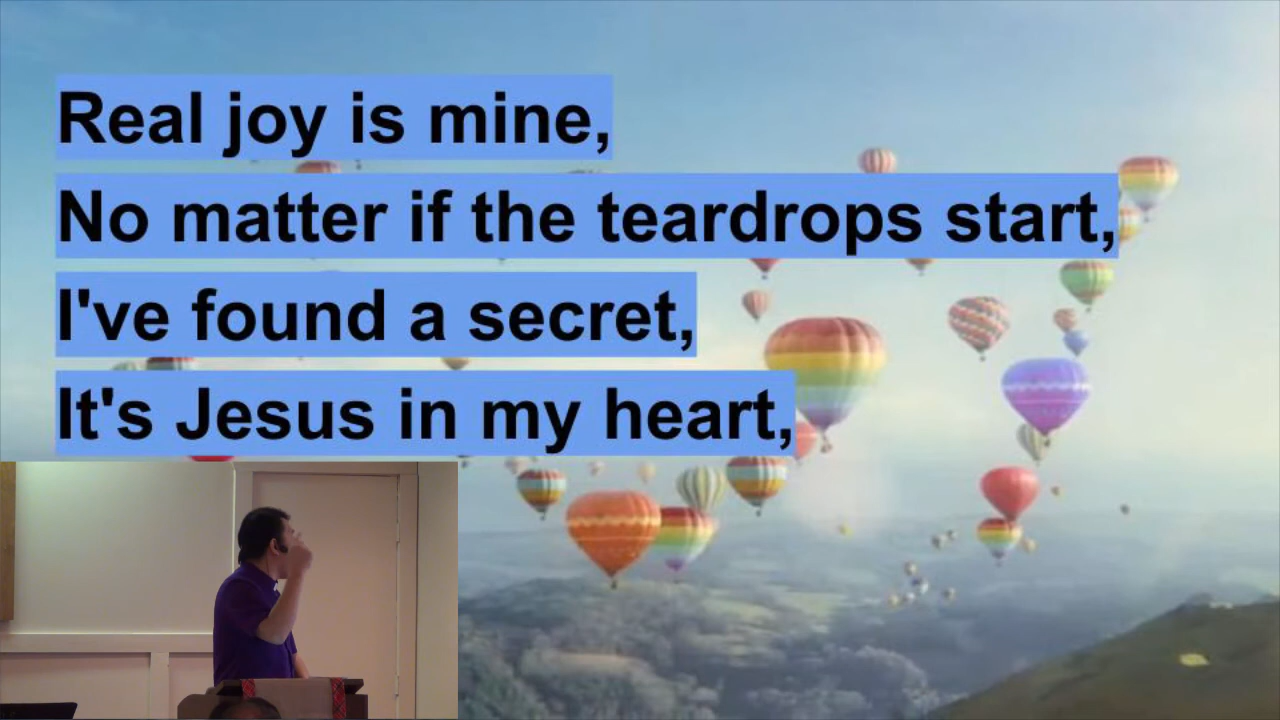 Real joy is mine,
No matter if the teardrops start,
I've found a secret,
It's Jesus in my heart,